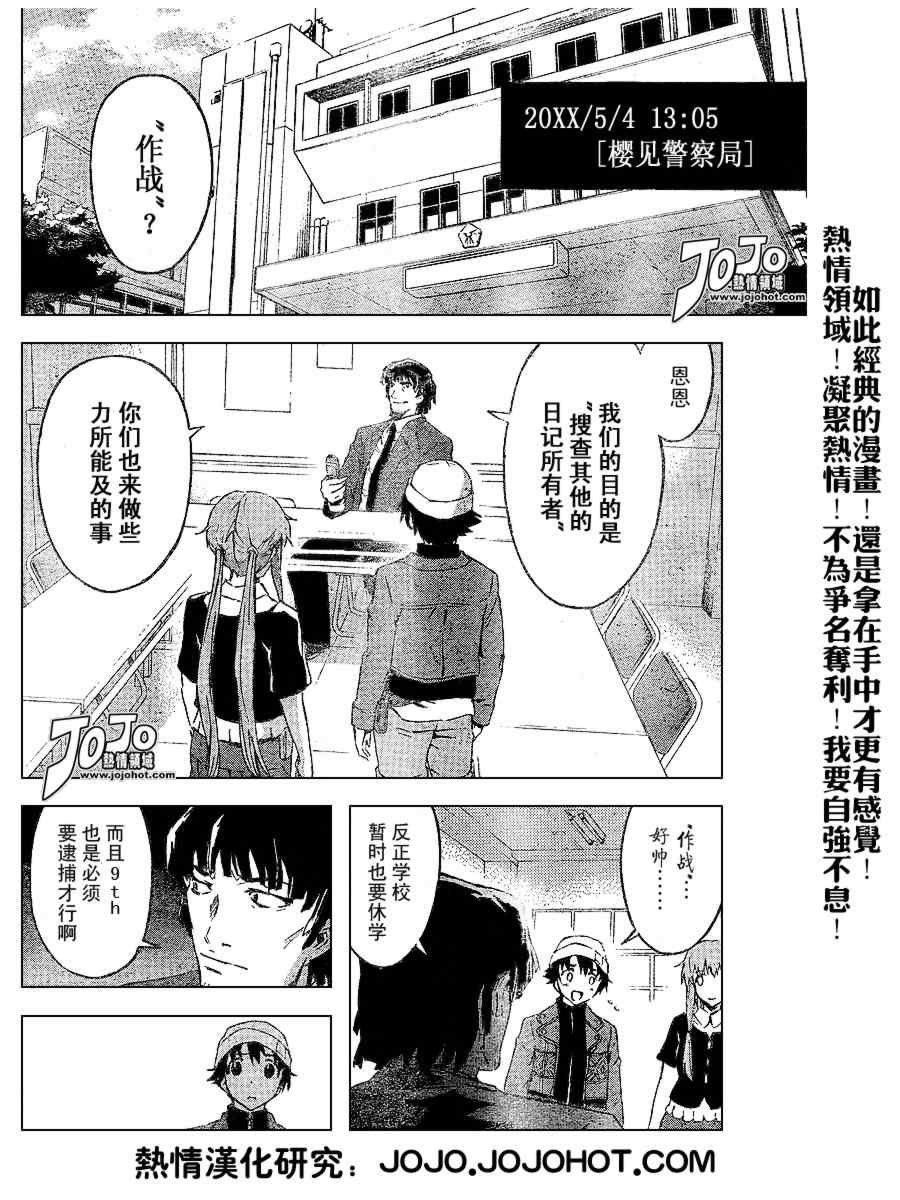 20XX/5/4 13:05
[樱见警察局]
“作战”？
JOJO
熱情領域
www.jojohot.com
恩恩
我们的目的是
“搜查其他的
日记所有者”
你们也来做些
力所能及的事
JOJO
熱情領域
www.jojohot.com
“作战”……
好帅……
反正学校
暂时也要休学
而且9th
也是必须
要逮捕才行啊
如此經典的漫畫！還是拿在手中才更有感覺！
熱情領域！凝聚熱情！不為爭名奪利！我要自強不息！
熱情漢化研究：JOJO.JOJOHOT.COM